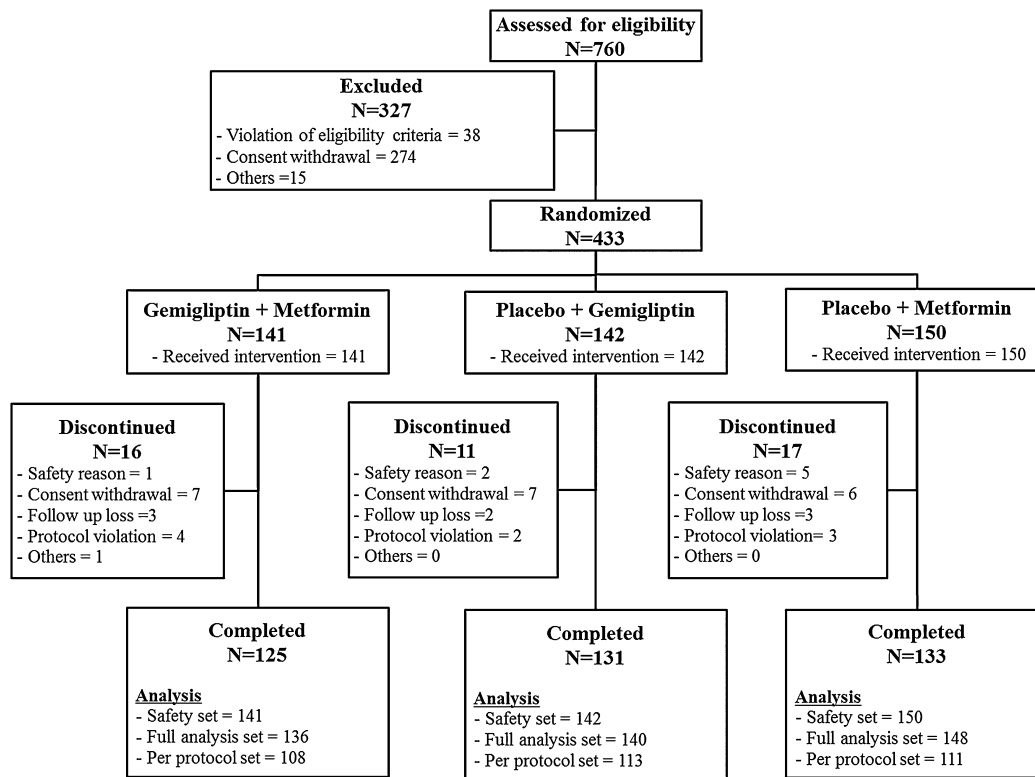 Assessed for eligibility
N=760
Excluded
N=327
- Violation of eligibility criteria = 38
- Consent withdrawal = 274
- Others =15
Randomized
N=433
Gemigliptin + Metformin
N=141
- Received intervention = 141
Placebo + Gemigliptin
N=142
- Received intervention = 142
Placebo + Metformin
N=150
- Received intervention = 150
Discontinued
N=16
- Safety reason = 1
- Consent withdrawal = 7
- Follow up loss =3
- Protocol violation = 4
- Others = 1
Discontinued
N=11
- Safety reason = 2
- Consent withdrawal = 7
- Follow up loss =2
- Protocol violation = 2
- Others = 0
Discontinued
N=17
- Safety reason = 5
- Consent withdrawal = 6
- Follow up loss =3
- Protocol violation= 3
- Others = 0
Completed
N=125
Analysis
- Safety set = 141
- Full analysis set = 136
- Per protocol set = 108
Completed
N=131
Analysis
- Safety set = 142
- Full analysis set = 140
- Per protocol set = 113
Completed
N=133
Analysis
- Safety set = 150
- Full analysis set = 148
- Per protocol set = 111